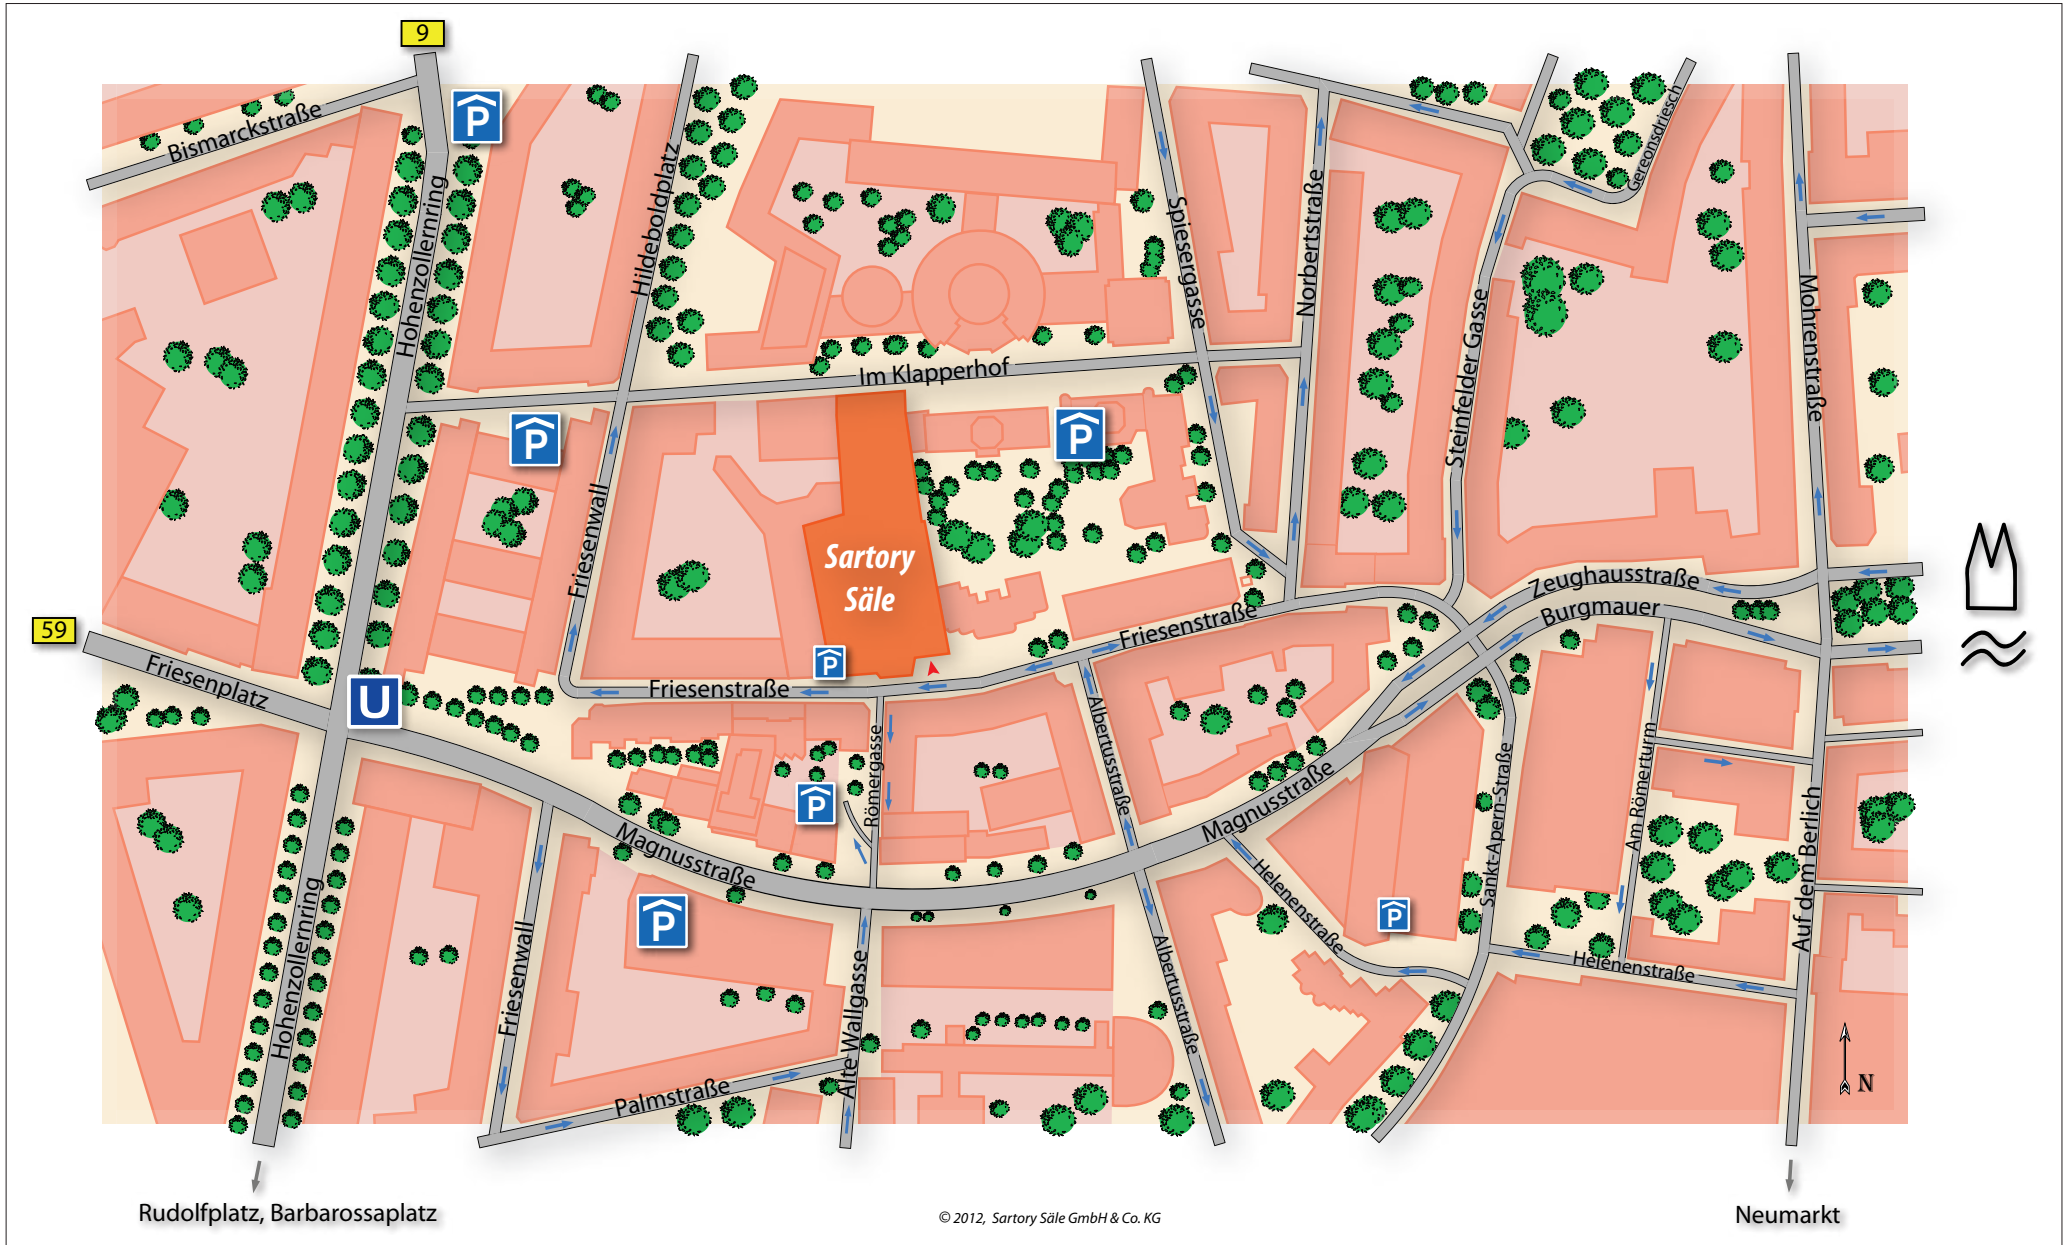 9
P
Bismarckstraße
Hohenzollernring
Hildeboldplatz
Spiesergasse
Norbertstraße
Gereonsdriesch
Steinfelder Gasse
Mohrenstraße
Im Klapperhof
P
P
Friesenwall
Sartory
Säle
P
Friesenstraße
Friesenstraße
Zeughausstraße
Burgmauer
59
Friesenplatz
U
Römergasse
P
Albertusstraße
Magnusstraße
Magnusstraße
Sankt-Apern-Straße
Am Römerturm
Auf dem Berlich
Helenenstraße
Helenenstraße
P
P
Hohenzollernring
Friesenwall
Alte Wallgasse
Albertusstraße
Palmstraße
N
Rudolfplatz, Barbarossaplatz
© 2012, Sartory Säle GmbH & Co. KG
Neumarkt